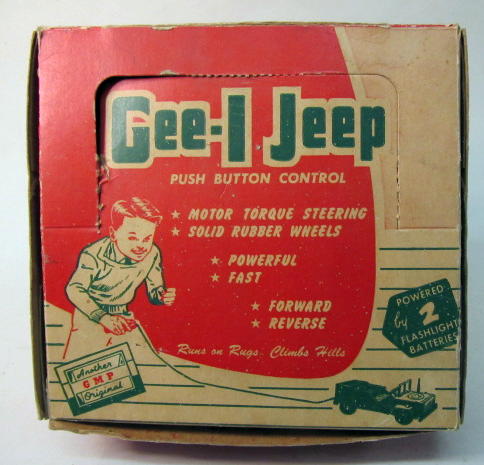 Gee-I Jeep
PUSH BUTTON CONTROL
★ MOTOR TORQUE STEERING
★ SOLID RUBBER WHEELS
★ POWERFUL
★ FAST
★ FORWARD
★ REVERSE
Runs on Rugs Climbs Hills
Another
GMP
Original
POWERED
by 2
FLASHLIGHT
BATTERIES